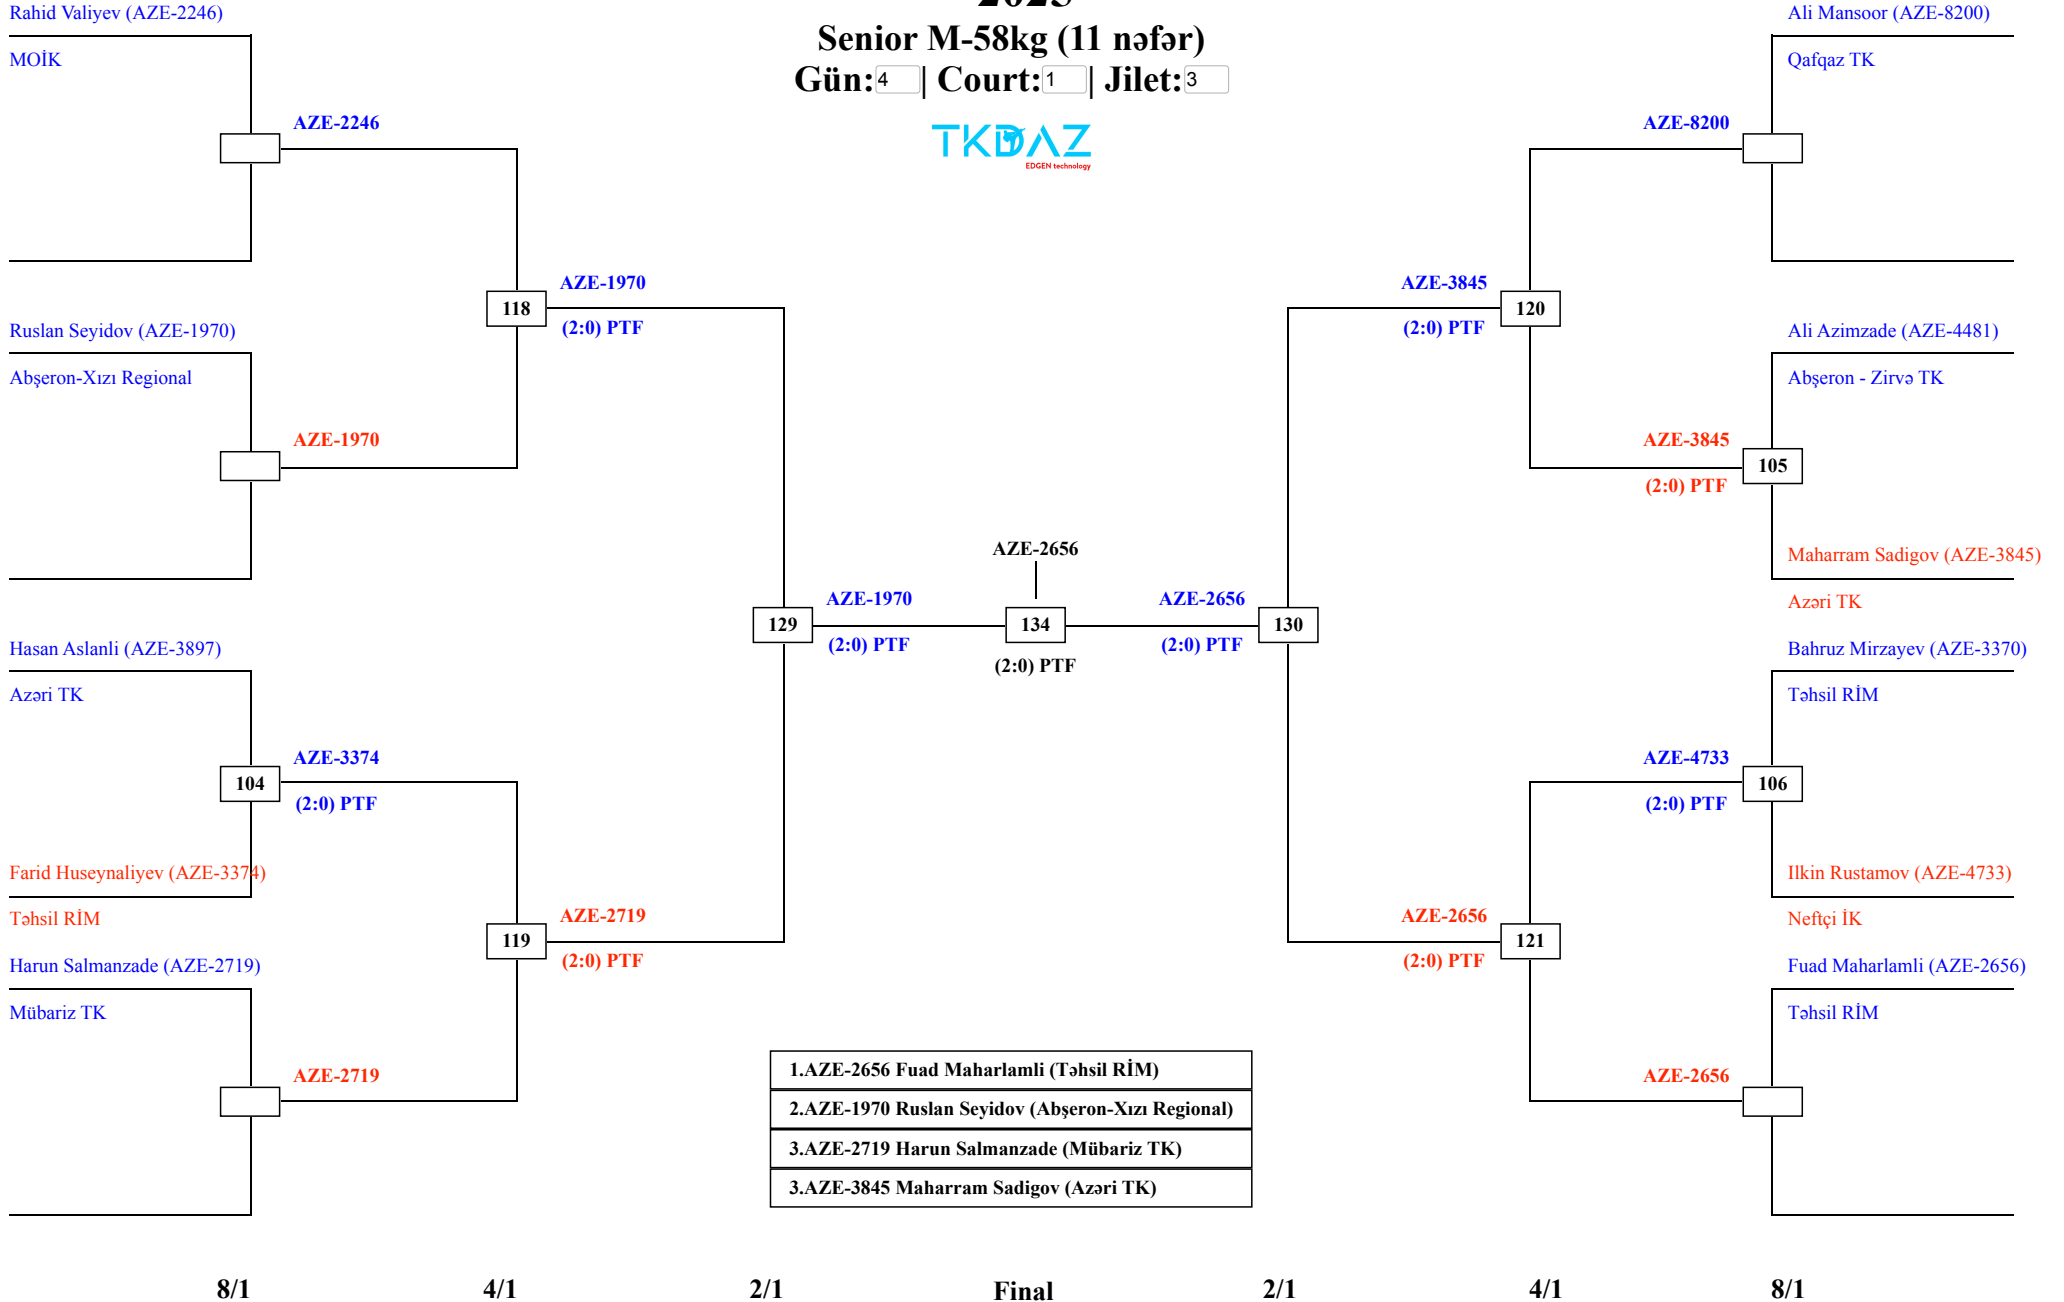 2025
Senior M-58kg (11 nəfər)
Gün: 4 | Court: 1 | Jilet: 3
TKDAZ
EDGEN technology
Rahid Valiyev (AZE-2246)
MOİK
AZE-2246
Ruslan Seyidov (AZE-1970)
Abşeron-Xızı Regional
AZE-1970
118
AZE-1970
(2:0) PTF
Hasan Aslanli (AZE-3897)
Azəri TK
104
AZE-3374
(2:0) PTF
Farid Huseynaliyev (AZE-3374)
Təhsil RİM
Harun Salmanzade (AZE-2719)
Mübariz TK
AZE-2719
119
AZE-2719
(2:0) PTF
129
AZE-1970
(2:0) PTF
AZE-2656
134
(2:0) PTF
AZE-2656
(2:0) PTF
130
Ali Mansoor (AZE-8200)
Qafqaz TK
AZE-8200
AZE-3845
(2:0) PTF
120
Ali Azimzade (AZE-4481)
Abşeron - Zirvə TK
AZE-3845
(2:0) PTF
105
Maharram Sadigov (AZE-3845)
Azəri TK
Bahruz Mirzayev (AZE-3370)
Təhsil RİM
AZE-4733
(2:0) PTF
106
Ilkin Rustamov (AZE-4733)
Neftçi İK
AZE-2656
(2:0) PTF
121
Fuad Maharlamli (AZE-2656)
Təhsil RİM
AZE-2656
1.AZE-2656 Fuad Maharlamli (Təhsil RİM)
2.AZE-1970 Ruslan Seyidov (Abşeron-Xızı Regional)
3.AZE-2719 Harun Salmanzade (Mübariz TK)
3.AZE-3845 Maharram Sadigov (Azəri TK)
8/1 4/1 2/1 Final 2/1 4/1 8/1